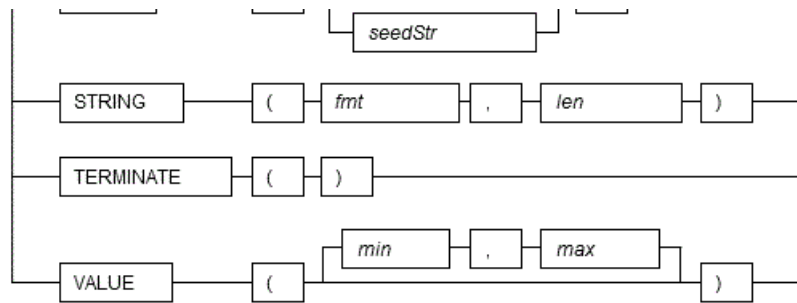 seedStr
STRING ( fmt , len )
TERMINATE ( )
min , max
VALUE ( )